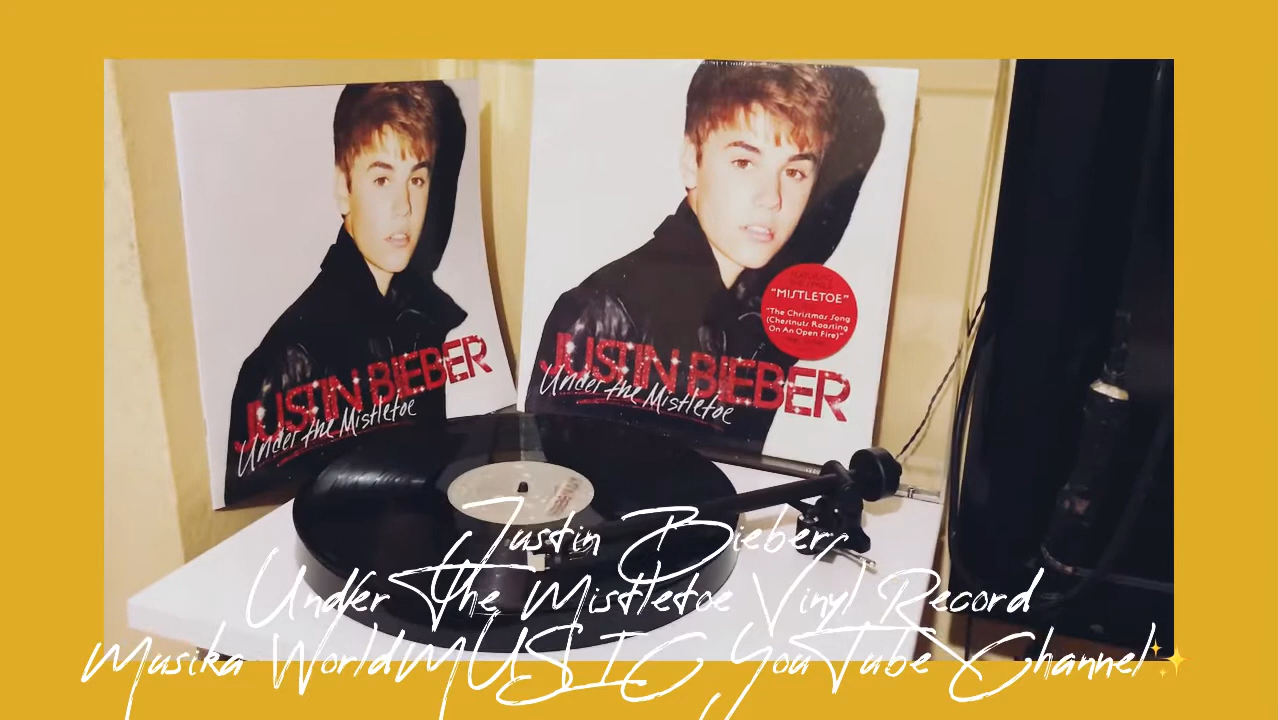 JUSTIN BIEBER
Under the Mistletoe
"MISTLETOE"
"The Christmas Song
(Chestnuts Roasting
On An Open Fire)"
JUSTIN BIEBER
Under the Mistletoe
Justin Bieber
Under The Mistletoe Vinyl Record
Musika WorldMUSIC YouTube Channel